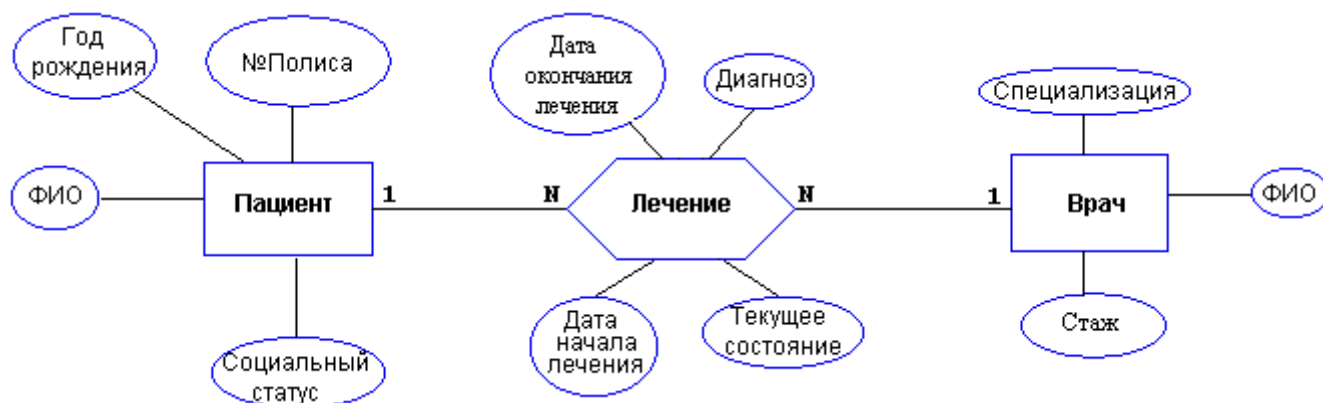 Год
рождения
№Полиса
Дата
окончания
лечения
Диагноз
Специализация
ФИО
Пациент
1
N
Лечение
N
1
Врач
ФИО
Социальный
статус
Дата
начала
лечения
Текущее
состояние
Стаж